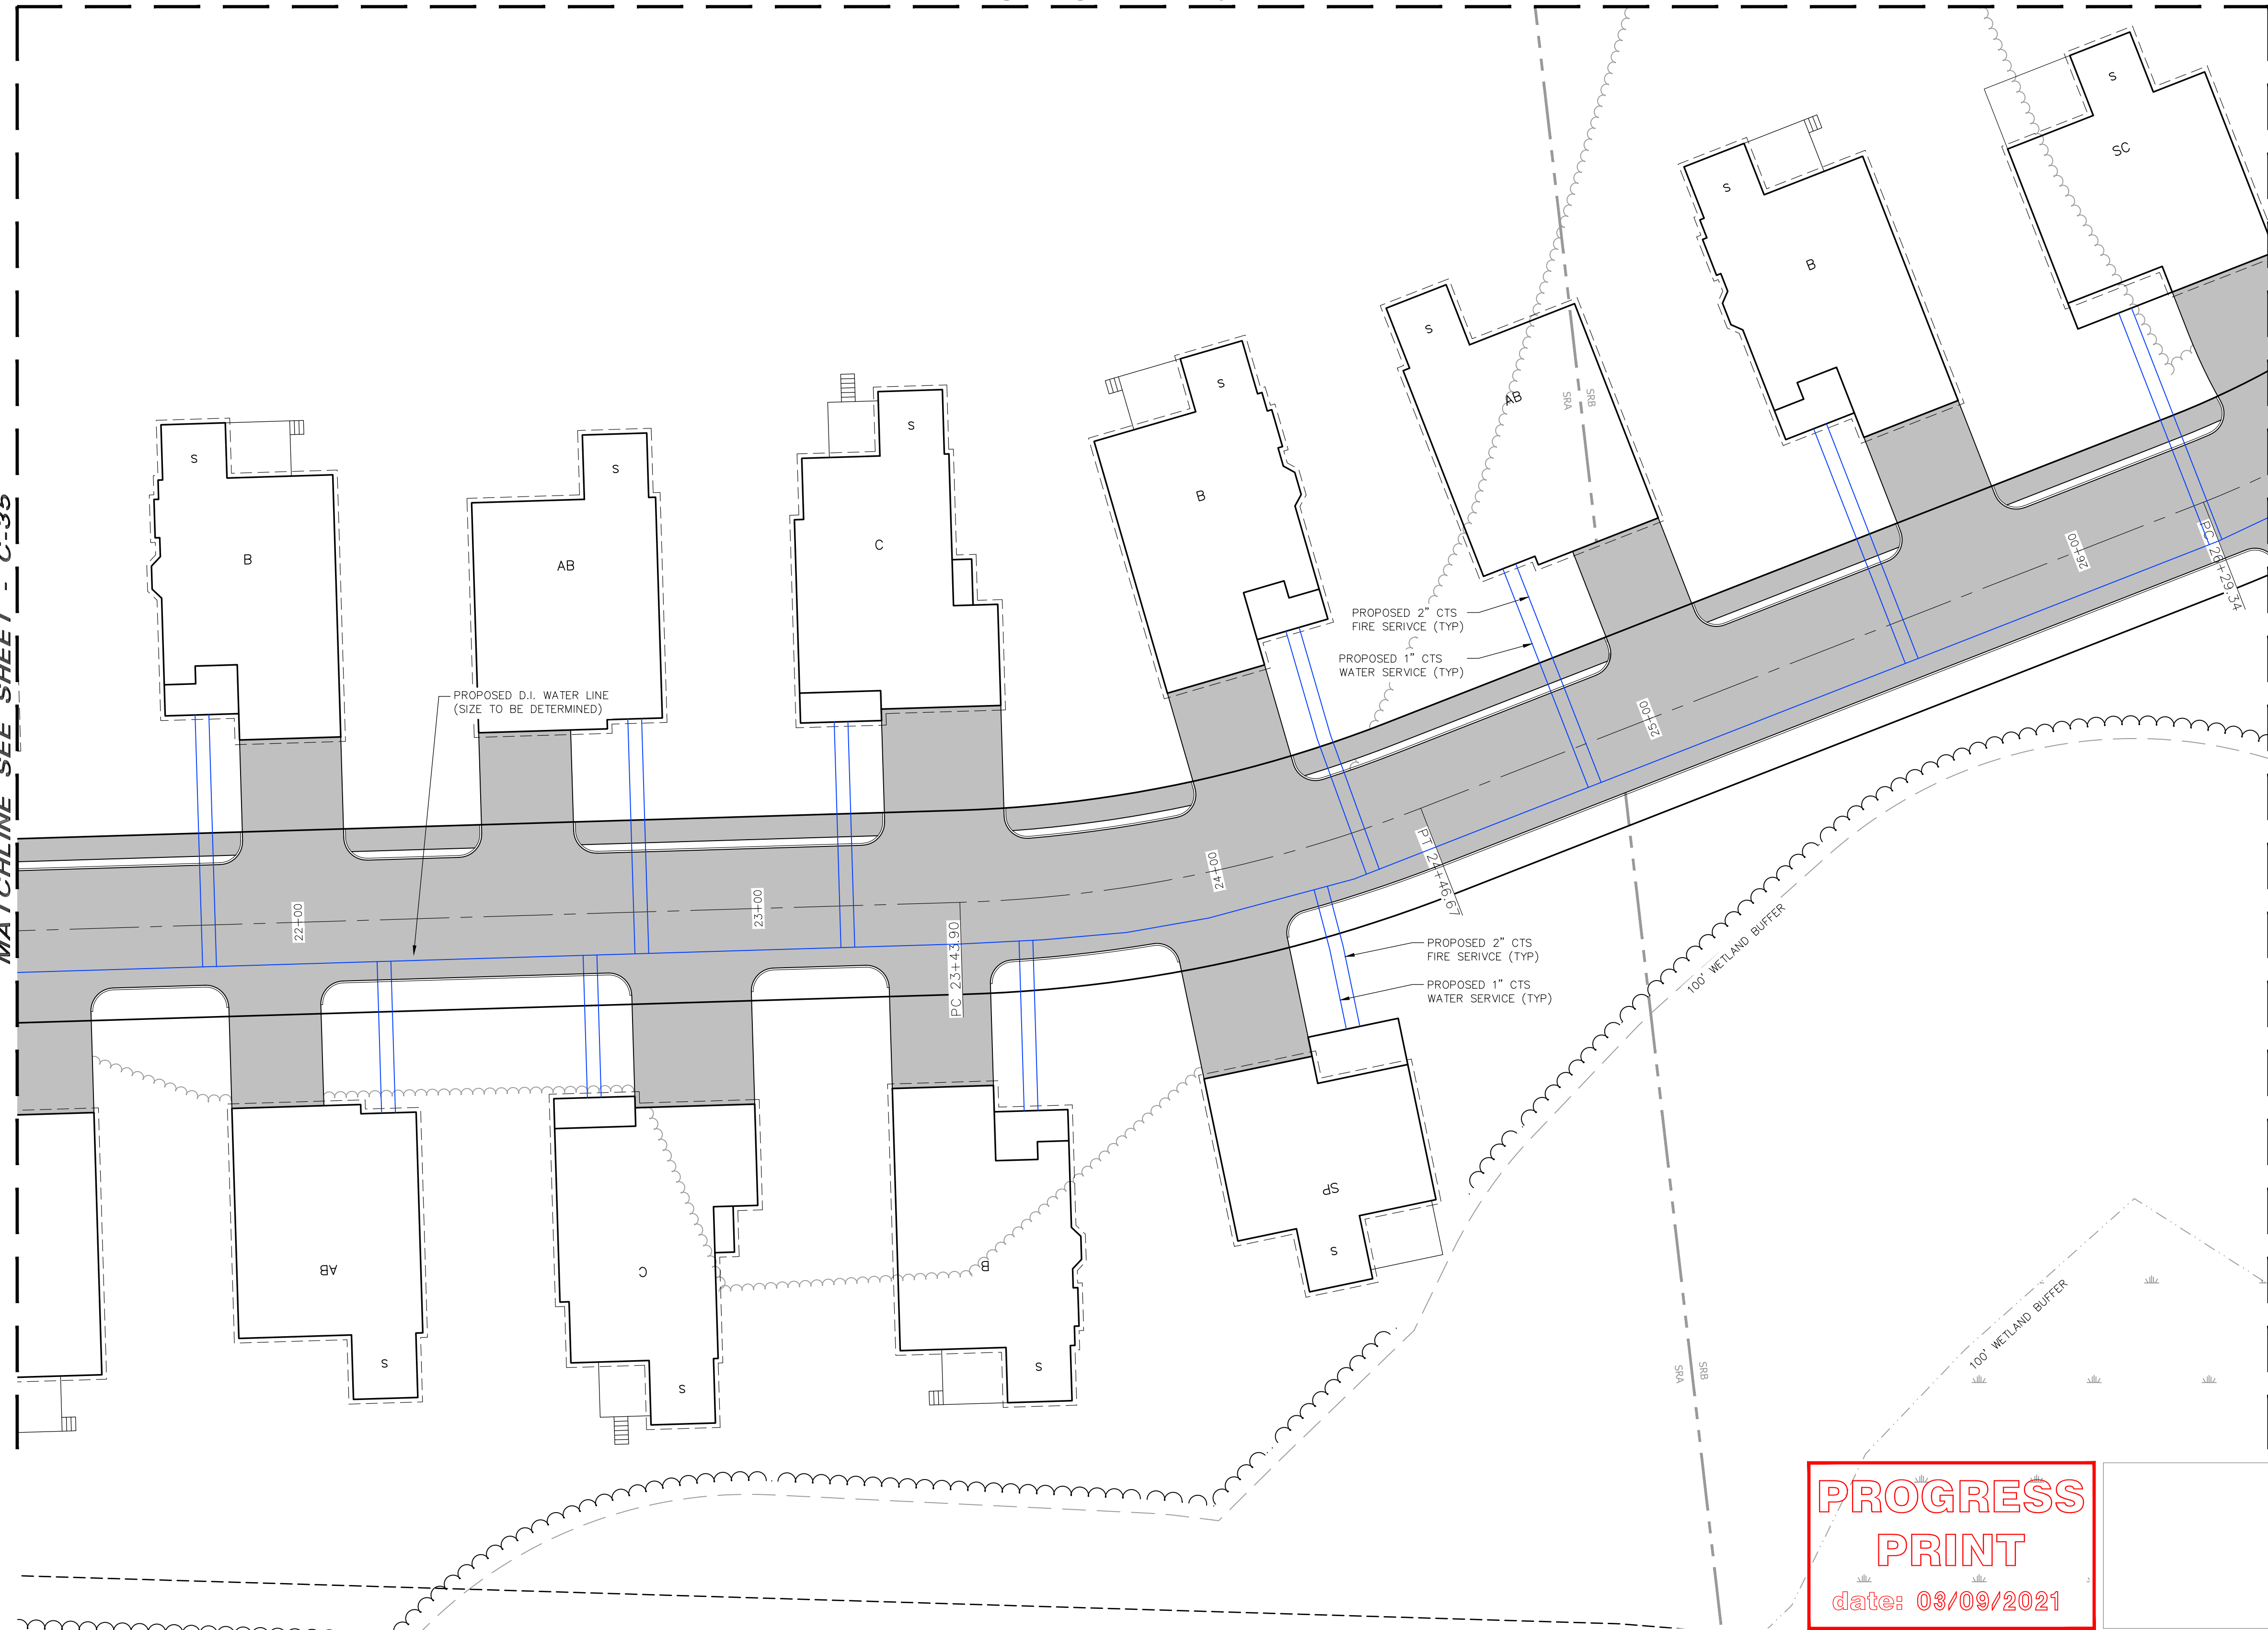 S
SC
S
B
S
AB
SRA
SRB
S
B
S
C
S
AB
S
B
MATCHLINE SEE SHEET - C-35
PROPOSED D.I. WATER LINE
(SIZE TO BE DETERMINED)
PROPOSED 2" CTS
FIRE SERIVCE (TYP)
PROPOSED 1" CTS
WATER SERVICE (TYP)
22+00
23+00
PC 23+43.90
24+00
PT 24+46.67
25+00
26+00
PC 26+29.34
PROPOSED 2" CTS
FIRE SERIVCE (TYP)
PROPOSED 1" CTS
WATER SERVICE (TYP)
100' WETLAND BUFFER
AB
S
C
S
B
S
SP
S
SRA
SRB
100' WETLAND BUFFER
PROGRESS
PRINT
date: 03/09/2021